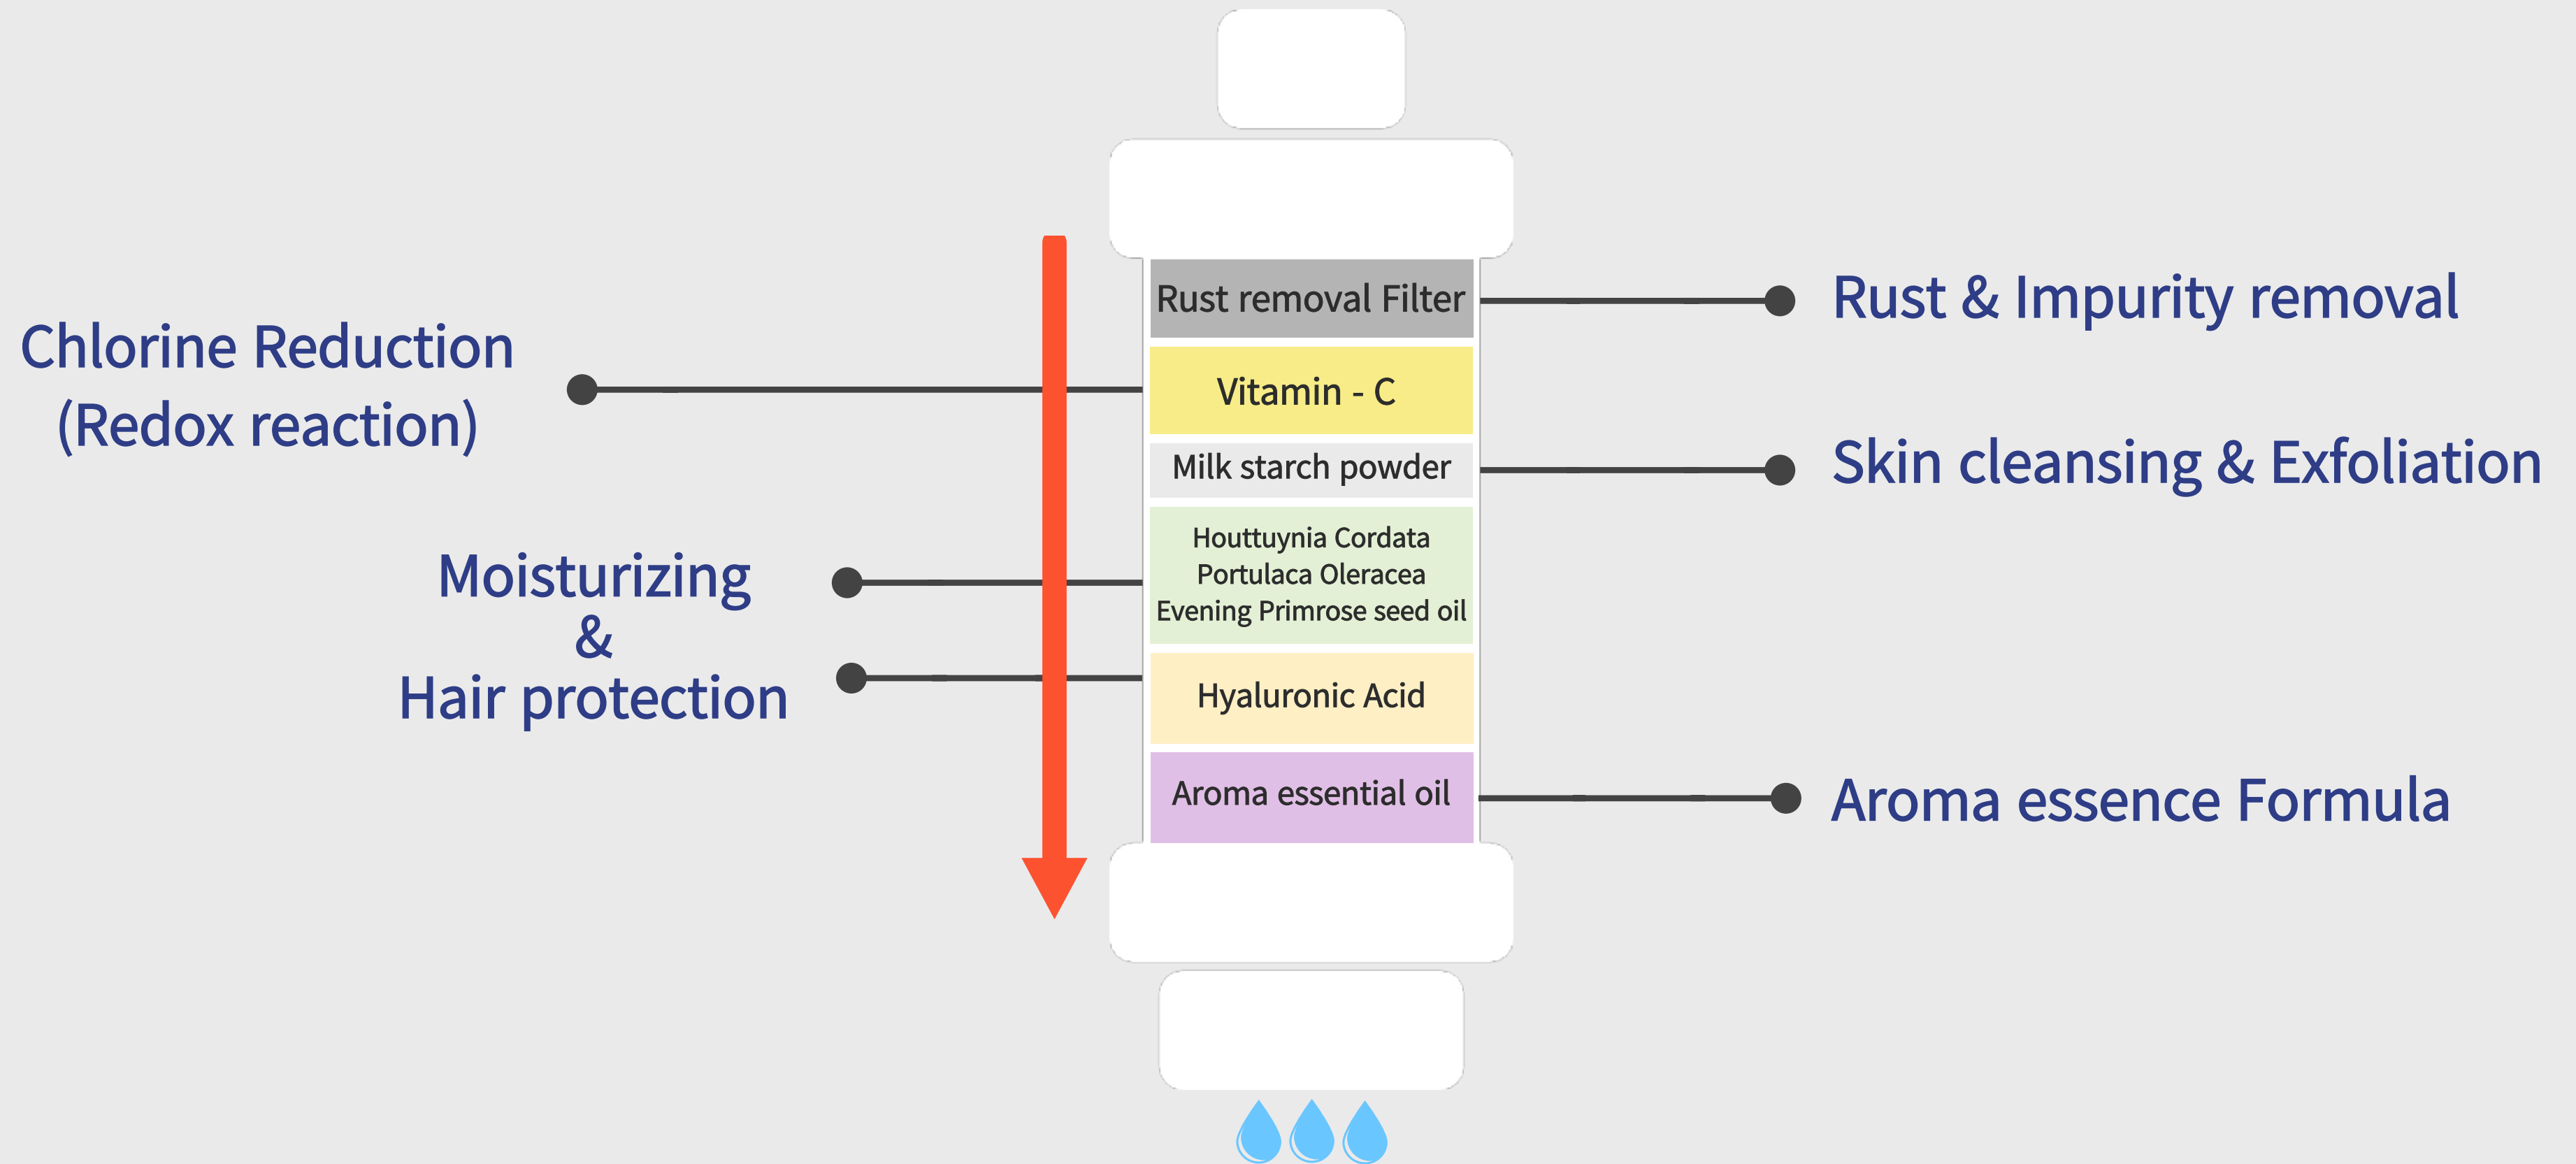 Rust removal Filter
Vitamin - C
Milk starch powder
Houttuynia Cordata
Portulaca Oleracea
Evening Primrose seed oil
Hyaluronic Acid
Aroma essential oil
Chlorine Reduction
(Redox reaction)
Moisturizing
&
Hair protection
Rust & Impurity removal
Skin cleansing & Exfoliation
Aroma essence Formula